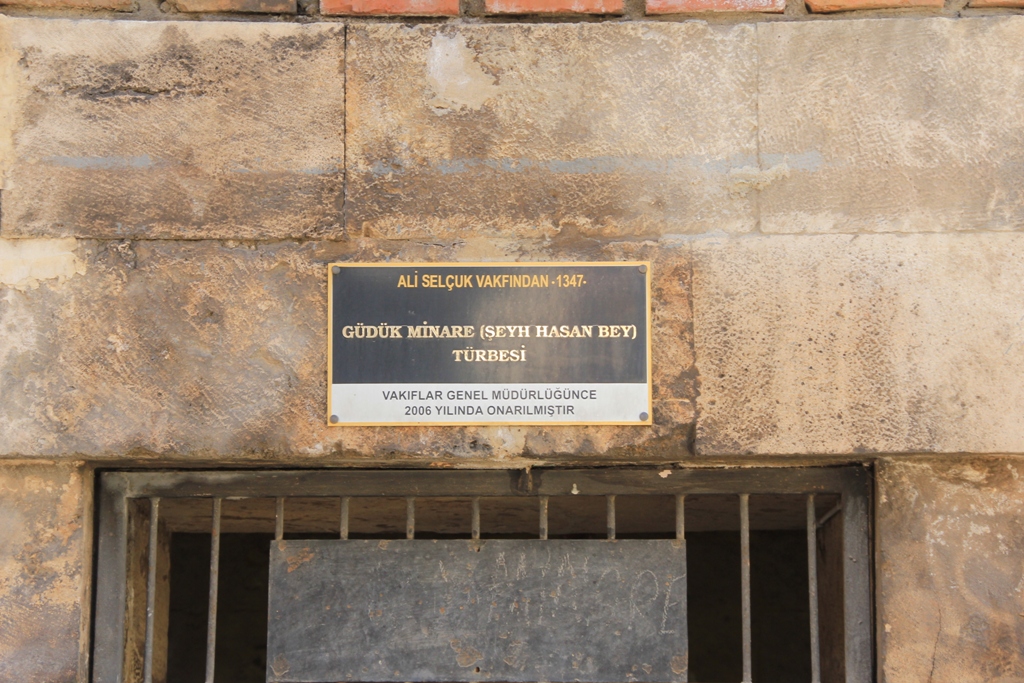 ALİ SELÇUK VAKFINDAN -1347-
GÜDÜK MİNARE (ŞEYH HASAN BEY)
TÜRBESİ
VAKIFLAR GENEL MÜDÜRLÜĞÜNCE
2006 YILINDA ONARILMIŞTIR